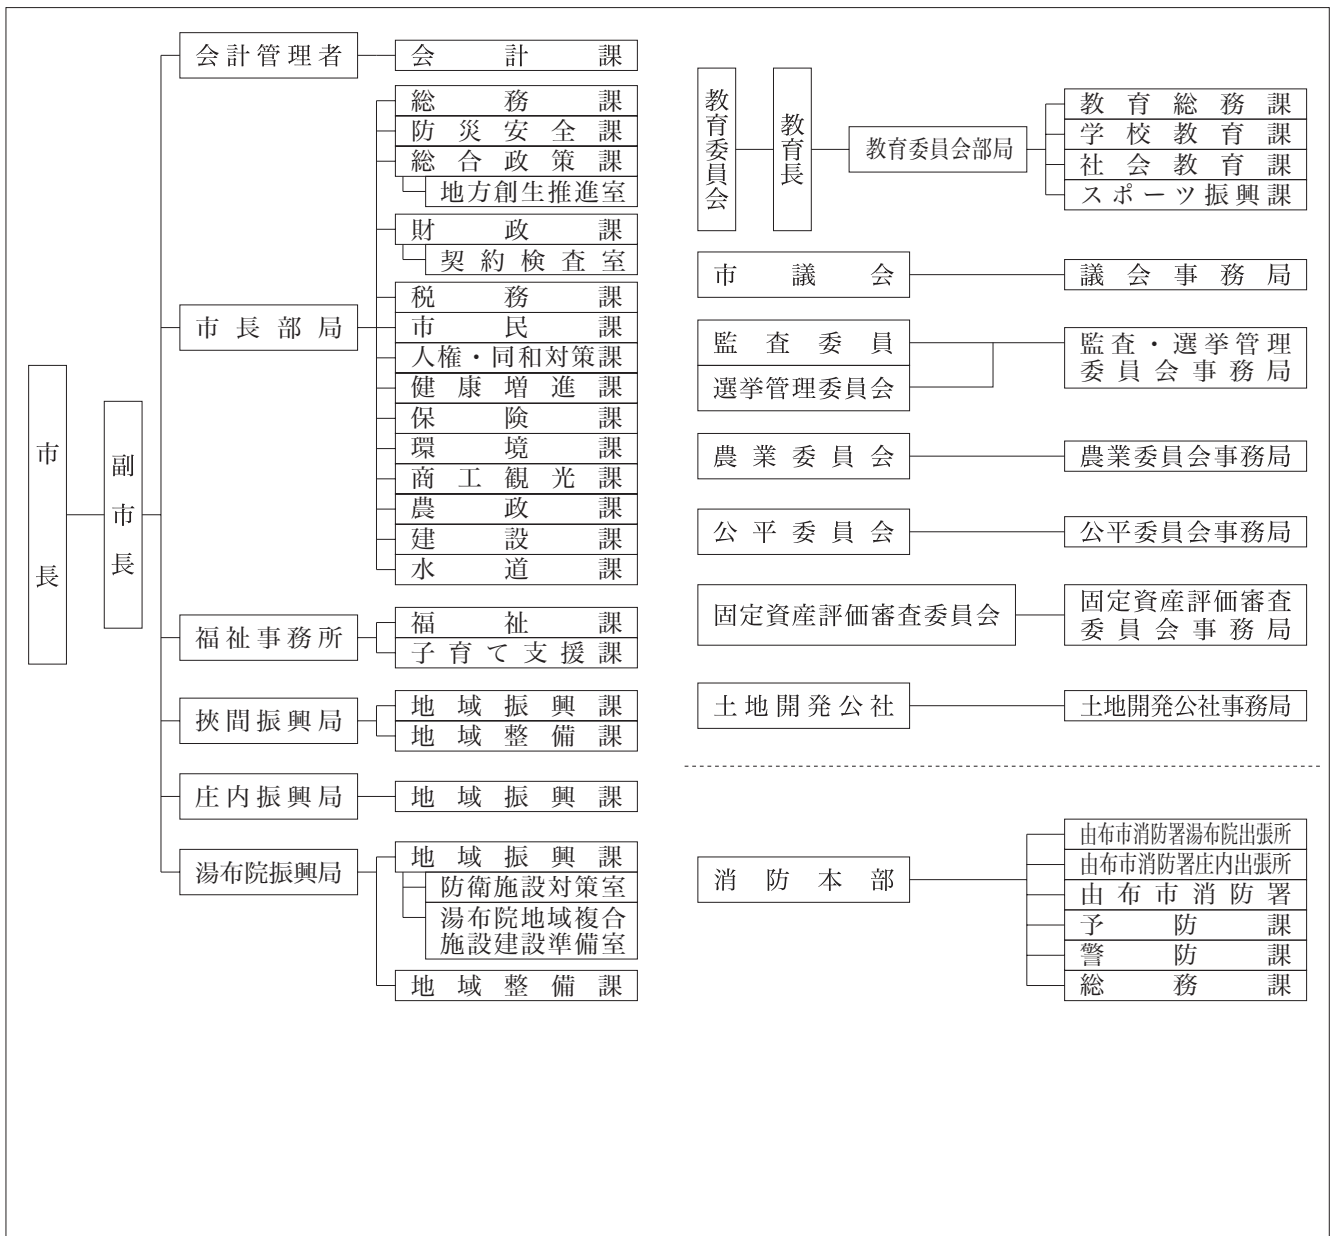 市長
副市長
会計管理者
会計課
市長部局
総務課
防災安全課
総合政策課
地方創生推進室
財政課
契約検査室
税務課
市民課
人権・同和対策課
健康増進課
保険課
環境課
商工観光課
農政課
建設課
水道課
福祉事務所
福祉課
子育て支援課
挾間振興局
地域振興課
地域整備課
庄内振興局
地域振興課
湯布院振興局
地域振興課
防衛施設対策室
湯布院地域複合
施設建設準備室
地域整備課
教育委員会
教育長
教育委員会部局
教育総務課
学校教育課
社会教育課
スポーツ振興課
市議会
議会事務局
監査委員
選挙管理委員会
監査・選挙管理
委員会事務局
農業委員会
農業委員会事務局
公平委員会
公平委員会事務局
固定資産評価審査委員会
固定資産評価審査
委員会事務局
土地開発公社
土地開発公社事務局
消防本部
由布市消防署湯布院出張所
由布市消防署庄内出張所
由布市消防署
予防課
警防課
総務課